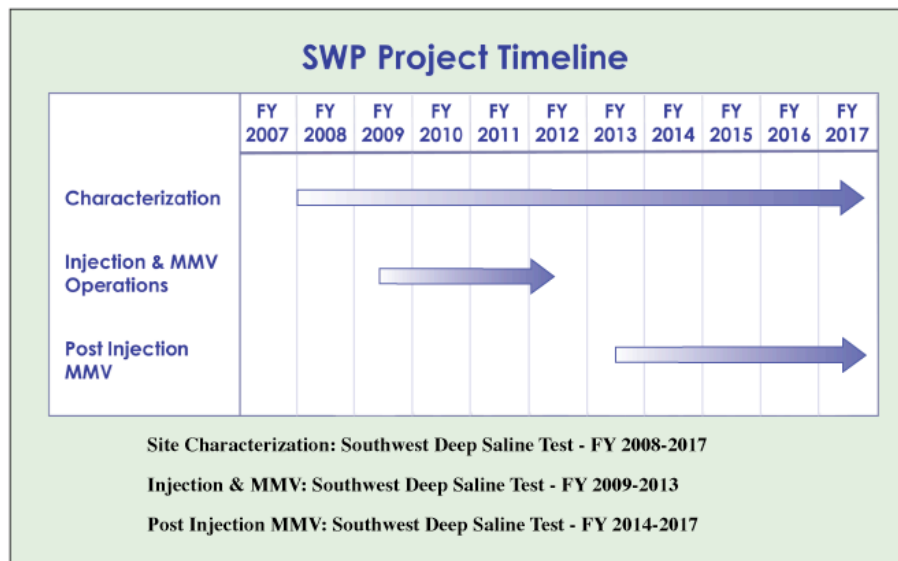 SWP Project Timeline
FY 2007 FY 2008 FY 2009 FY 2010 FY 2011 FY 2012 FY 2013 FY 2014 FY 2015 FY 2016 FY 2017
Characterization
Injection & MMV
Operations
Post Injection
MMV
Site Characterization: Southwest Deep Saline Test - FY 2008-2017
Injection & MMV: Southwest Deep Saline Test - FY 2009-2013
Post Injection MMV: Southwest Deep Saline Test - FY 2014-2017